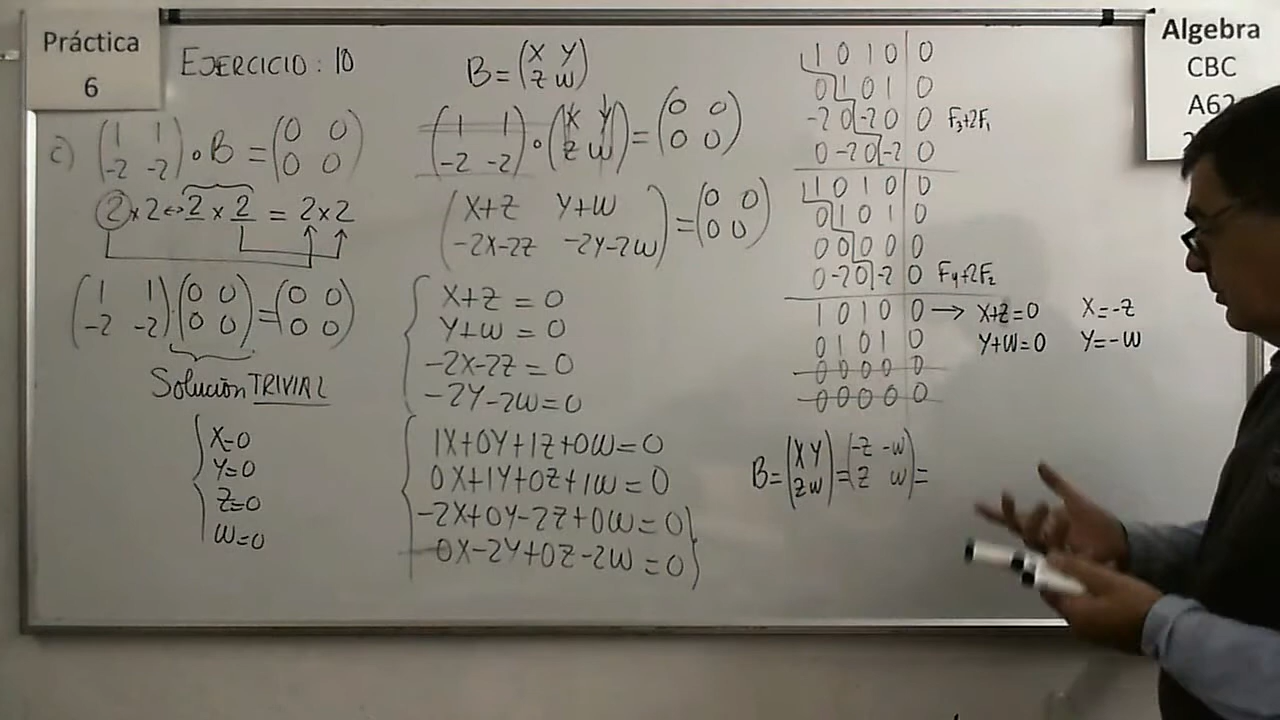 Práctica
6
EJERCICIO: 10
c) (1 1
-2 -2) ∘ B = (0 0
0 0)
2 x 2 ↔ 2 x 2 = 2 x 2
(1 1
-2 -2) · (0 0
0 0) = (0 0
0 0)
Solución TRIVIAL
X=0
Y=0
Z=0
W=0
B = (X Y
Z W)
(1 1
-2 -2) ∘ (X Y
Z W) = (0 0
0 0)
(X+Z Y+W
-2X-2Z -2Y-2W) = (0 0
0 0)
X+Z = 0
Y+W = 0
-2X-2Z = 0
-2Y-2W=0
1X+0Y+1Z+0W=0
0X+1Y+0Z+1W=0
-2X+0Y-2Z+0W=0
0X-2Y+0Z-2W=0
1 0 1 0 | 0
0 1 0 1 | 0
-2 0 -2 0 | 0 F₃+2F₁
0 -2 0 -2 | 0
1 0 1 0 | 0
0 1 0 1 | 0
0 0 0 0 | 0
0 -2 0 -2 | 0 F₄+2F₂
1 0 1 0 | 0 → X+Z=0 X=-Z
0 1 0 1 | 0 Y+W=0 Y=-W
0 0 0 0 | 0
0 0 0 0 | 0
B = (X Y
Z W) = (-Z -W
Z W) =
Algebra
CBC